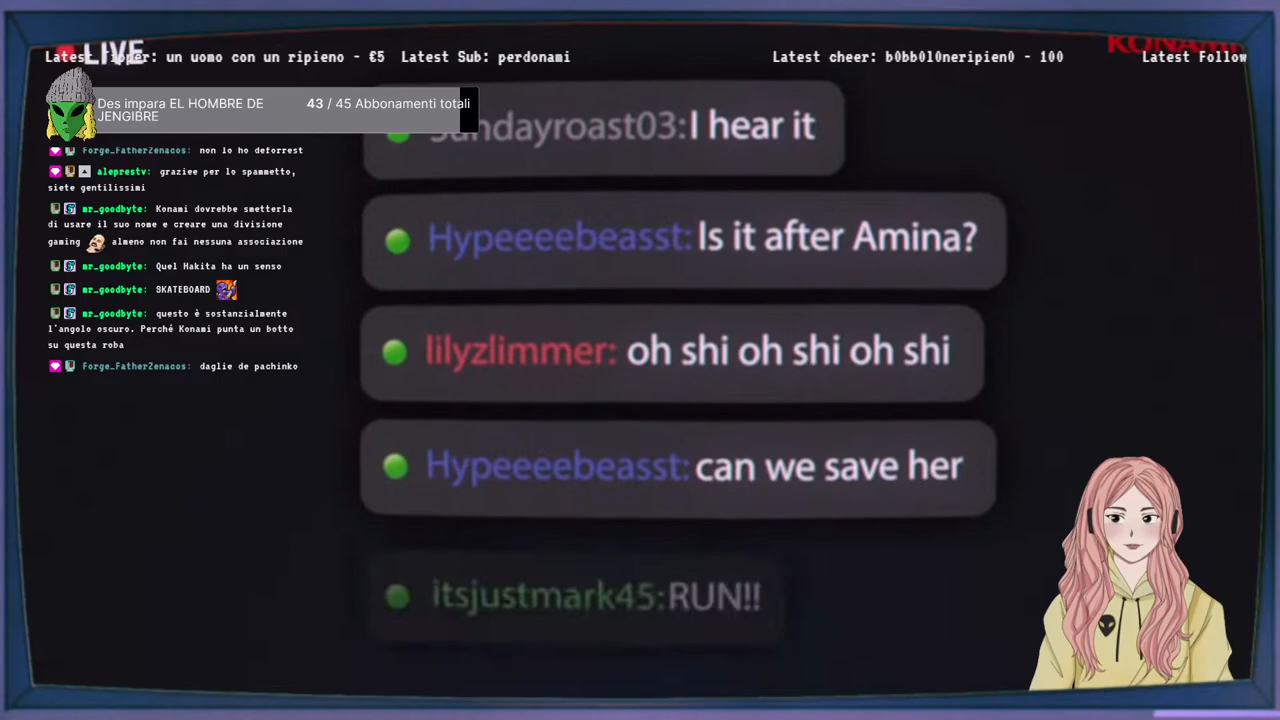 LIVE
KONAMI
Latest Tipper: un uomo con un ripieno - €5 Latest Sub: perdonami
Latest cheer: b0bb0l0neripien0 - 100
Latest Follow
Des impara EL HOMBRE DE
JENGIBRE
43 / 45 Abbonamenti totali
Forge_FatherZenacos: non lo ho deforrest
aleprestv: graziee per lo spammetto,
siete gentilissimi
mr_goodbyte: Konami dovrebbe smetterla
di usare il suo nome e creare una divisione
gaming almeno non fai nessuna associazione
mr_goodbyte: Quel Hakita ha un senso
mr_goodbyte: SKATEBOARD
mr_goodbyte: questo è sostanzialmente
l'angolo oscuro. Perché Konami punta un botto
su questa roba
Forge_FatherZenacos: daglie de pachinko
Sundayroast03: I hear it
Hypeeeebeasst: Is it after Amina?
lilyzlimmer: oh shi oh shi oh shi
Hypeeeebeasst: can we save her
itsjustmark45: RUN!!